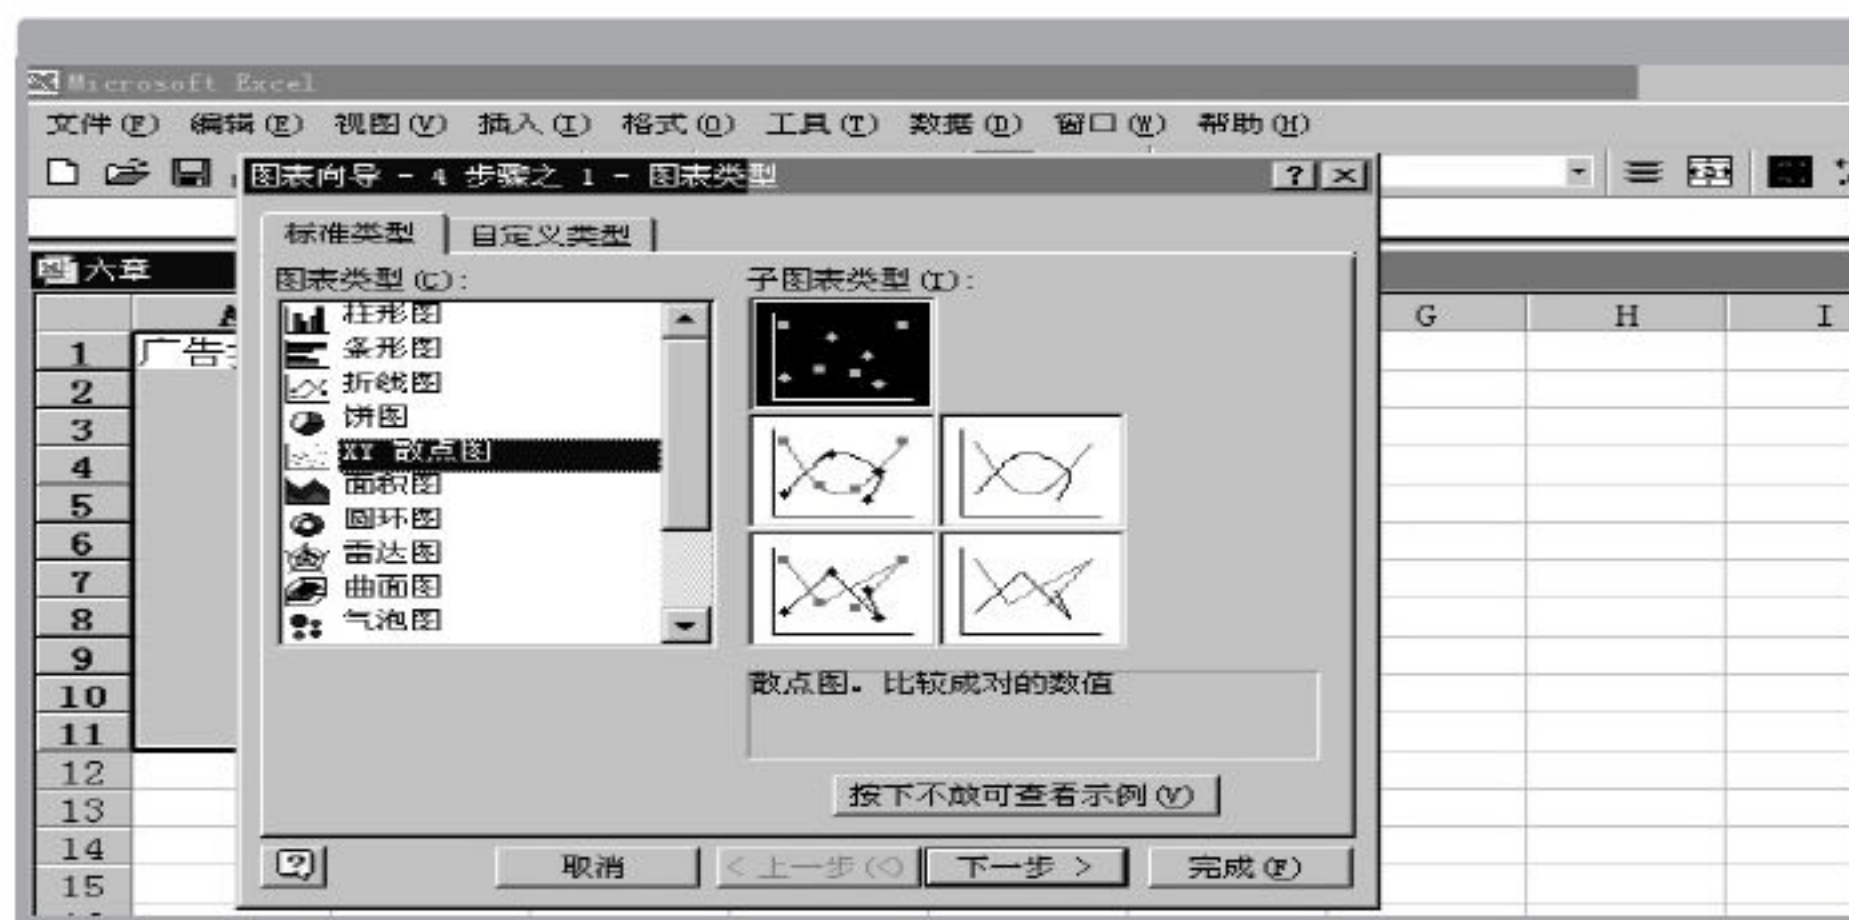 Microsoft Excel
文件(F) 编辑(E) 视图(V) 插入(I) 格式(O) 工具(T) 数据(D) 窗口(W) 帮助(H)
图表向导 - 4 步骤之 1 - 图表类型
标准类型 自定义类型
六章
图表类型(C): 子图表类型(T):
G H I
柱形图
1 广告
条形图
2
折线图
3
饼图
4
XY 散点图
5
面积图
6
圆环图
7
雷达图
8
曲面图
9
气泡图
10
散点图。比较成对的数值
11
12
按下不放可查看示例(V)
13
14
取消 < 上一步(<) 下一步 > 完成(F)
15